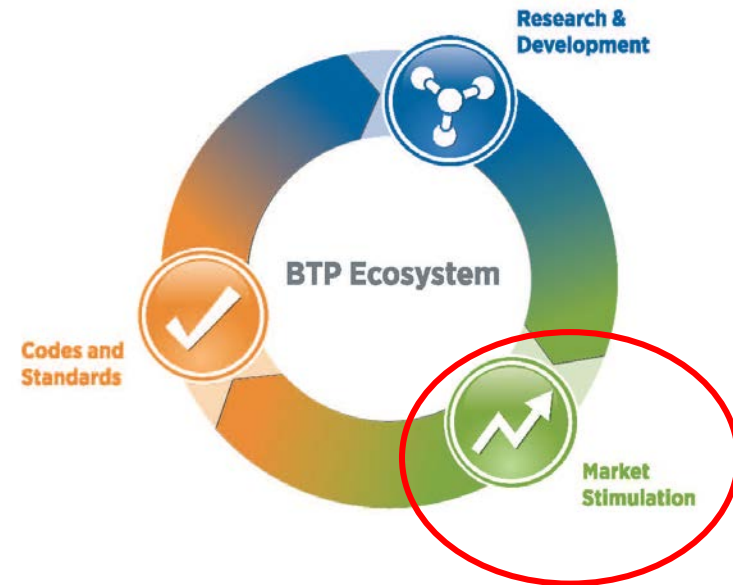 Research &
Development
BTP Ecosystem
Codes and
Standards
Market
Stimulation